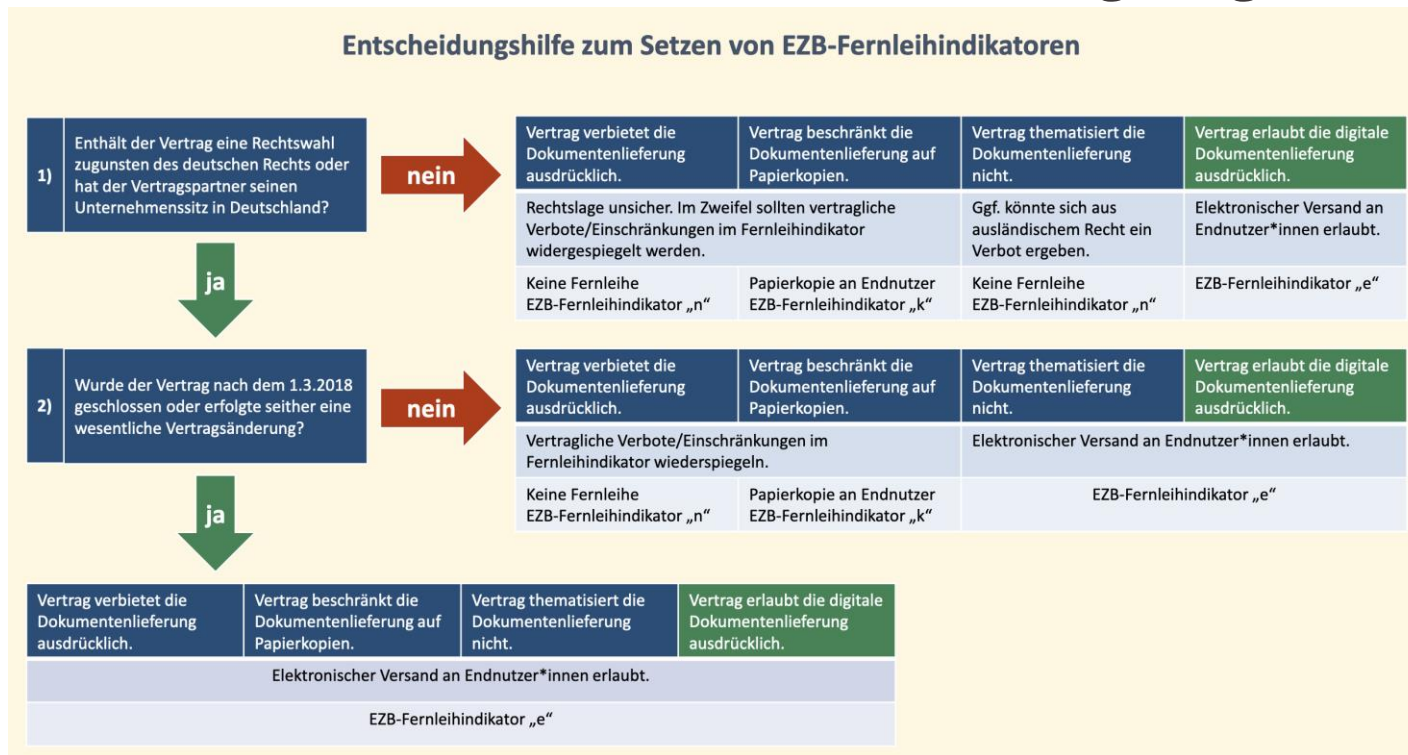 Entscheidungshilfe zum Setzen von EZB-Fernleihindikatoren
1)
Enthält der Vertrag eine Rechtswahl
zugunsten des deutschen Rechts oder
hat der Vertragspartner seinen
Unternehmenssitz in Deutschland?
nein
Vertrag verbietet die
Dokumentenlieferung
ausdrücklich.
Vertrag beschränkt die
Dokumentenlieferung auf
Papierkopien.
Vertrag thematisiert die
Dokumentenlieferung
nicht.
Vertrag erlaubt die digitale
Dokumentenlieferung
ausdrücklich.
Rechtslage unsicher. Im Zweifel sollten vertragliche
Verbote/Einschränkungen im Fernleihindikator
widergespiegelt werden.
Ggf. könnte sich aus
ausländischem Recht ein
Verbot ergeben.
Elektronischer Versand an
Endnutzer*innen erlaubt.
Keine Fernleihe
EZB-Fernleihindikator „n“
Papierkopie an Endnutzer
EZB-Fernleihindikator „k“
Keine Fernleihe
EZB-Fernleihindikator „n“
EZB-Fernleihindikator „e“
ja
2)
Wurde der Vertrag nach dem 1.3.2018
geschlossen oder erfolgte seither eine
wesentliche Vertragsänderung?
nein
Vertrag verbietet die
Dokumentenlieferung
ausdrücklich.
Vertrag beschränkt die
Dokumentenlieferung auf
Papierkopien.
Vertrag thematisiert die
Dokumentenlieferung
nicht.
Vertrag erlaubt die digitale
Dokumentenlieferung
ausdrücklich.
Vertragliche Verbote/Einschränkungen im
Fernleihindikator wiederspiegeln.
Elektronischer Versand an Endnutzer*innen erlaubt.
Keine Fernleihe
EZB-Fernleihindikator „n“
Papierkopie an Endnutzer
EZB-Fernleihindikator „k“
EZB-Fernleihindikator „e“
ja
Vertrag verbietet die
Dokumentenlieferung
ausdrücklich.
Vertrag beschränkt die
Dokumentenlieferung auf
Papierkopien.
Vertrag thematisiert die
Dokumentenlieferung
nicht.
Vertrag erlaubt die digitale
Dokumentenlieferung
ausdrücklich.
Elektronischer Versand an Endnutzer*innen erlaubt.
EZB-Fernleihindikator „e“